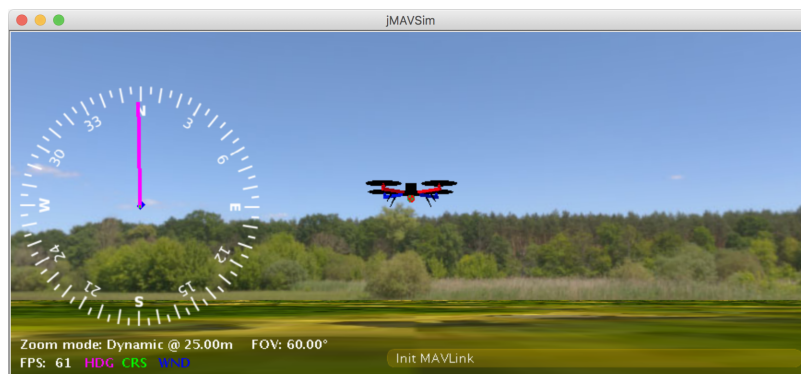 jMAVSim
N
3
6
E
12
15
S
21
24
W
30
33
Zoom mode: Dynamic @ 25.00m FOV: 60.00°
FPS: 61 HDG CRS WND
Init MAVLink